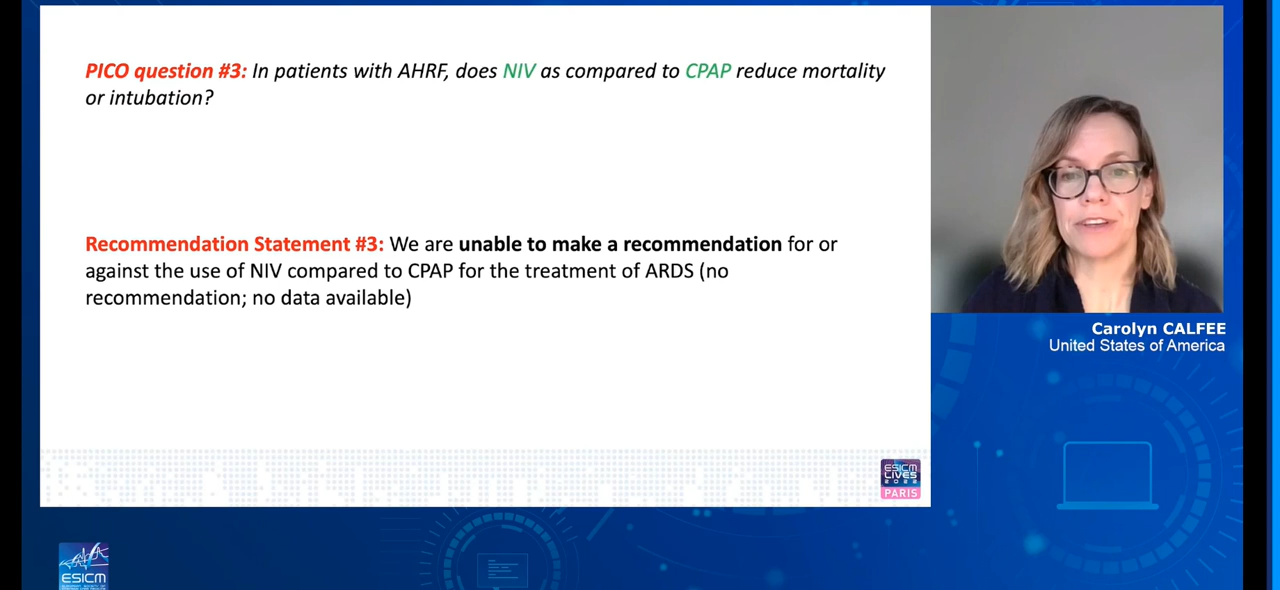 PICO question #3: In patients with AHRF, does NIV as compared to CPAP reduce mortality
or intubation?
Recommendation Statement #3: We are unable to make a recommendation for or
against the use of NIV compared to CPAP for the treatment of ARDS (no
recommendation; no data available)
Carolyn CALFEE
United States of America
ESICM
LIVES
2022
PARIS
ESICM